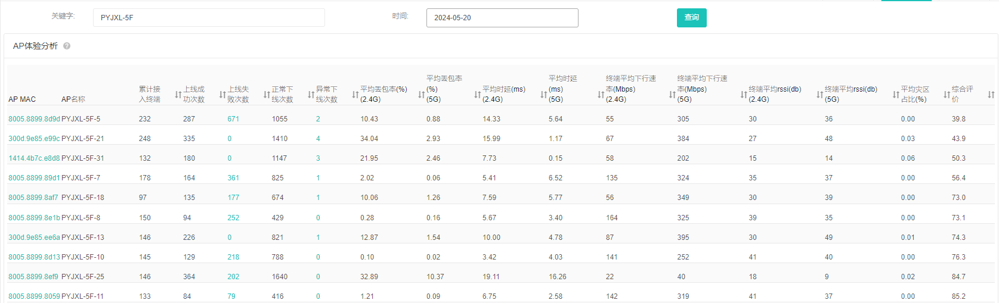 关键字: PYJXL-5F 时间: 2024-05-20 查询
AP体验分析 ?
AP MAC AP名称 累计接入终端 上线成功次数 上线失败次数 正常下线次数 异常下线次数 平均丢包率(%)(2.4G) 平均丢包率(%)(5G) 平均时延(ms)(2.4G) 平均时延(ms)(5G) 终端平均下行速率(Mbps)(2.4G) 终端平均下行速率(Mbps)(5G) 终端平均rssi(db)(2.4G) 终端平均rssi(db)(5G) 平均灾区占比(%) 综合评价
8005.8899.8d9d PYJXL-5F-5 232 287 671 1055 2 10.43 0.88 14.33 5.64 55 305 30 36 0.00 39.8
300d.9e85.e99c PYJXL-5F-21 248 335 0 1410 4 34.04 2.93 15.99 1.17 67 384 27 48 0.03 43.9
1414.4b7c.e8d8 PYJXL-5F-31 132 180 0 1147 3 21.95 2.46 7.73 0.15 58 202 15 14 0.06 50.3
8005.8899.89d1 PYJXL-5F-7 178 164 361 825 1 2.02 0.06 5.41 6.52 135 324 35 37 0.00 56.4
8005.8899.8af7 PYJXL-5F-18 97 135 177 674 1 10.06 1.26 7.59 5.77 56 349 30 39 0.00 73.0
8005.8899.8e1b PYJXL-5F-8 150 94 252 429 0 0.28 0.16 5.67 3.40 164 325 39 35 0.00 73.1
300d.9e85.ee6a PYJXL-5F-13 146 226 0 821 1 12.87 1.54 10.00 4.78 87 395 30 49 0.01 74.3
8005.8899.8d13 PYJXL-5F-10 145 129 218 788 0 0.10 0.02 3.42 4.03 141 252 41 40 0.00 76.3
8005.8899.8ef9 PYJXL-5F-25 146 364 202 1640 0 32.89 10.37 19.11 16.26 22 40 18 9 0.02 84.7
8005.8899.8059 PYJXL-5F-11 133 84 79 416 0 1.21 0.09 6.75 2.58 142 319 41 37 0.00 85.2